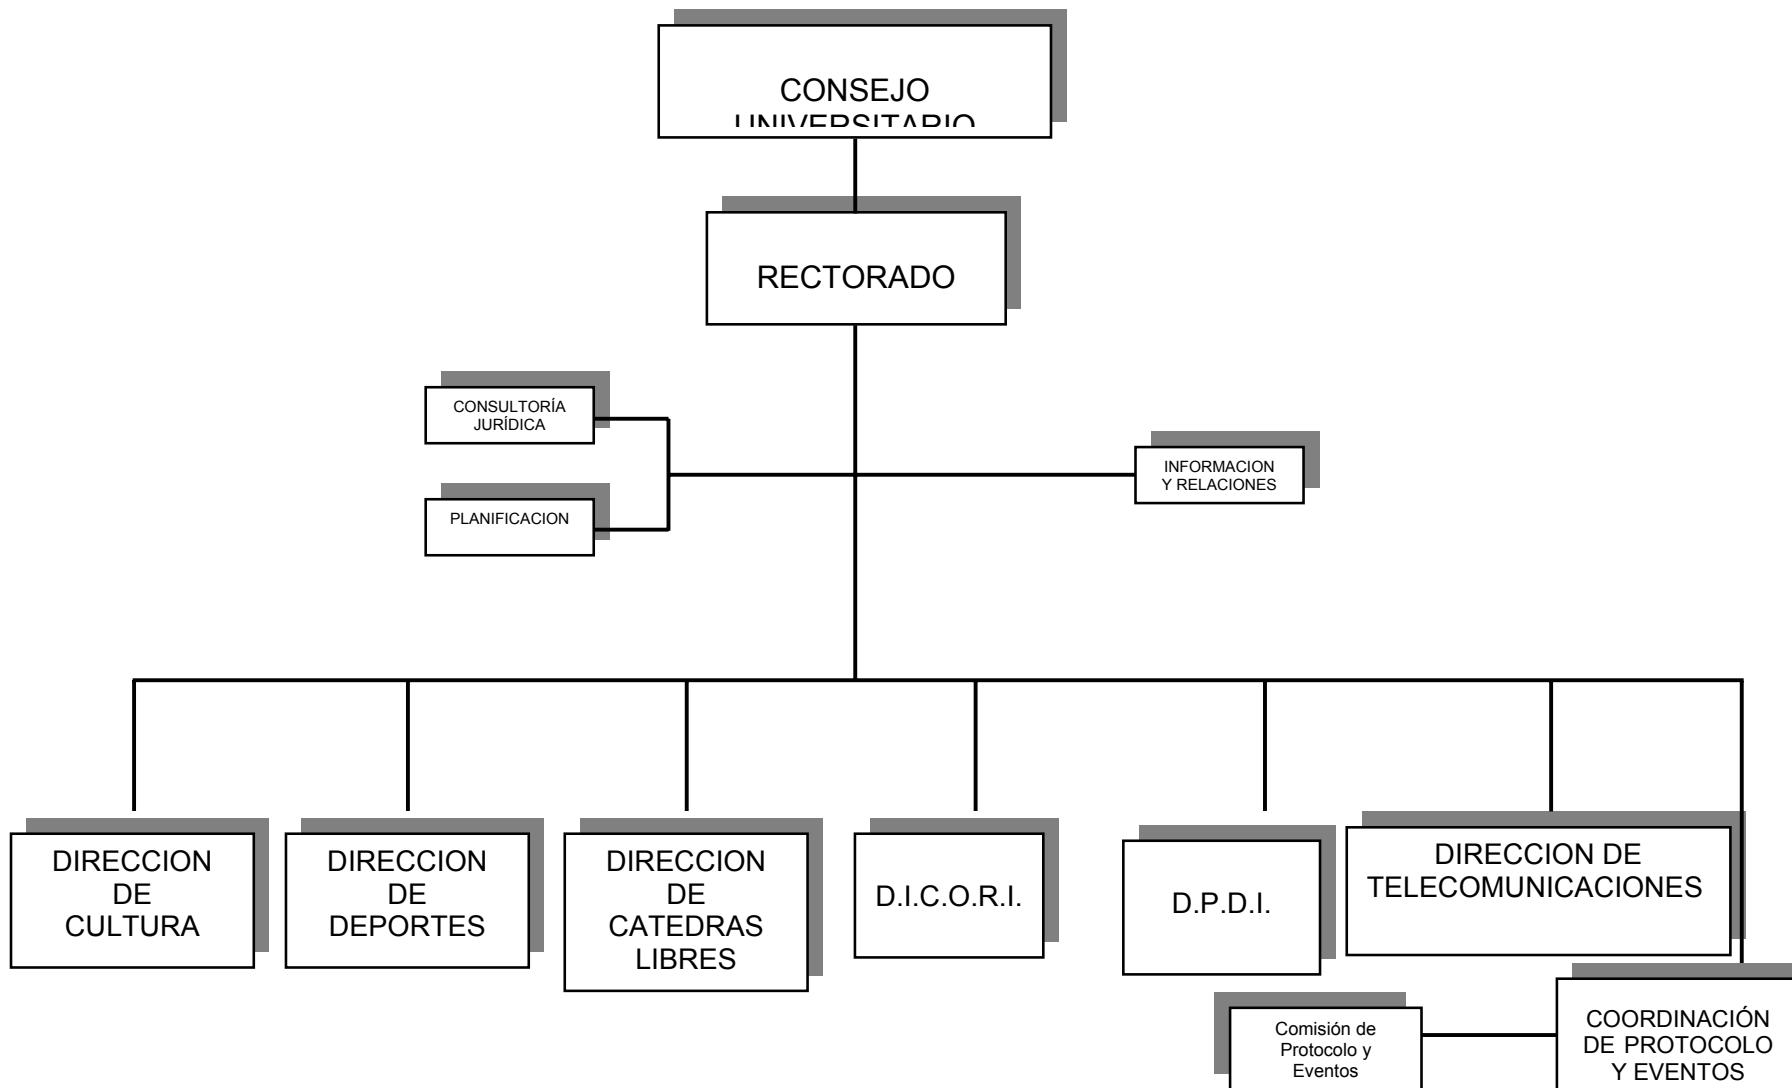 CONSEJO
UNIVERSITARIO
RECTORADO
CONSULTORÍA
JURÍDICA
PLANIFICACION
INFORMACION
Y RELACIONES
DIRECCION
DE
CULTURA
DIRECCION
DE
DEPORTES
DIRECCION
DE
CATEDRAS
LIBRES
D.I.C.O.R.I.
D.P.D.I.
DIRECCION DE
TELECOMUNICACIONES
Comisión de
Protocolo y
Eventos
COORDINACIÓN
DE PROTOCOLO
Y EVENTOS